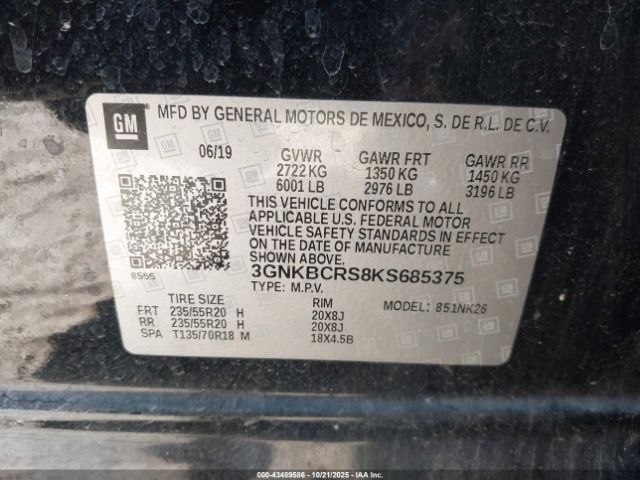 GM
MFD BY GENERAL MOTORS DE MEXICO, S. DE R.L. DE C.V.
06/19 GVWR GAWR FRT GAWR RR
2722 KG 1350 KG 1450 KG
6001 LB 2976 LB 3196 LB
THIS VEHICLE CONFORMS TO ALL
APPLICABLE U.S. FEDERAL MOTOR
VEHICLE SAFETY STANDARDS IN EFFECT
ON THE DATE OF MANUFACTURE
SHOWN ABOVE.
8555
3GNKBCRS8KS685375
TYPE: M.P.V. MODEL: 851NK26
TIRE SIZE RIM
FRT 235/55R20 H 20X8J
RR 235/55R20 H 20X8J
SPA T135/70R18 M 18X4.5B
© IAA - 43489586 - 10/21/2025 - iaai.com